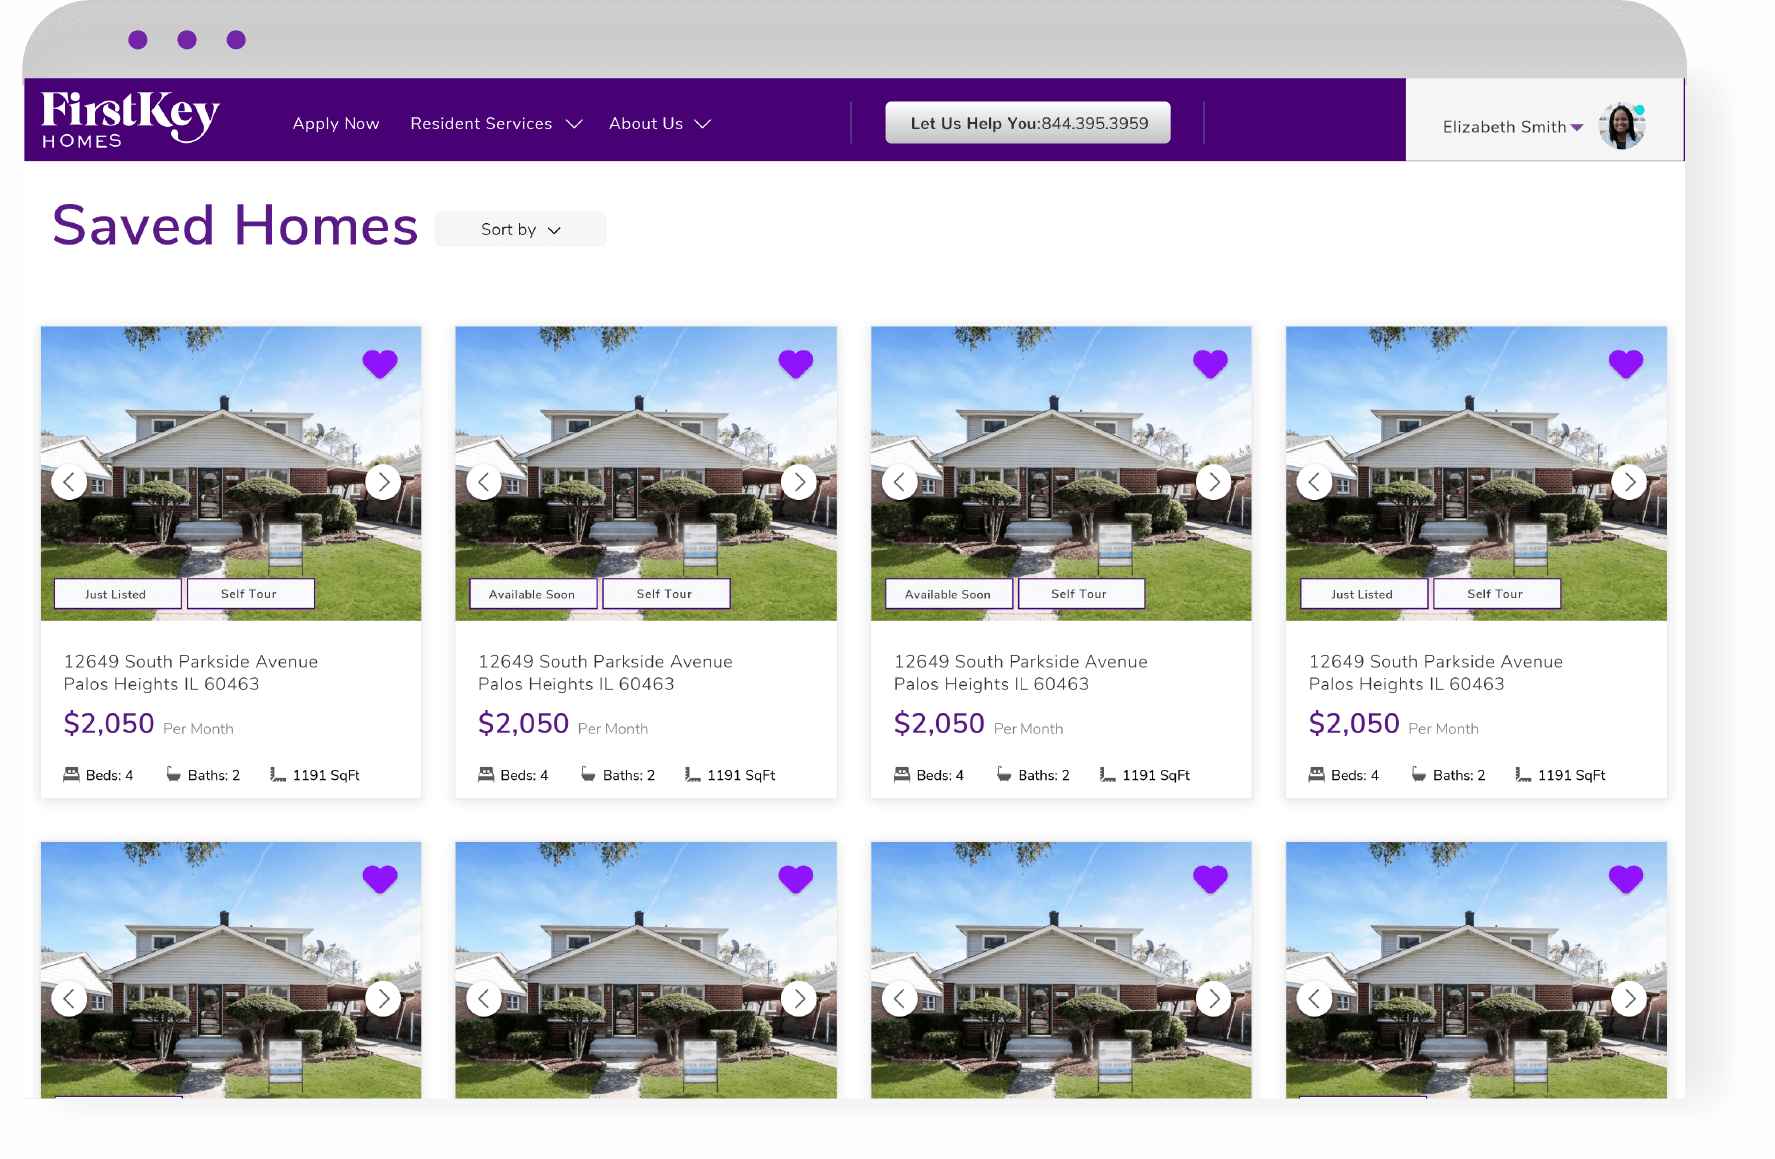 FirstKey
HOMES
Apply Now
Resident Services
About Us
Let Us Help You:844.395.3959
Elizabeth Smith
Saved Homes
Sort by
Just Listed
Self Tour
Available Soon
Self Tour
Available Soon
Self Tour
Just Listed
Self Tour
12649 South Parkside Avenue
Palos Heights IL 60463
$2,050 Per Month
Beds: 4
Baths: 2
1191 SqFt
12649 South Parkside Avenue
Palos Heights IL 60463
$2,050 Per Month
Beds: 4
Baths: 2
1191 SqFt
12649 South Parkside Avenue
Palos Heights IL 60463
$2,050 Per Month
Beds: 4
Baths: 2
1191 SqFt
12649 South Parkside Avenue
Palos Heights IL 60463
$2,050 Per Month
Beds: 4
Baths: 2
1191 SqFt